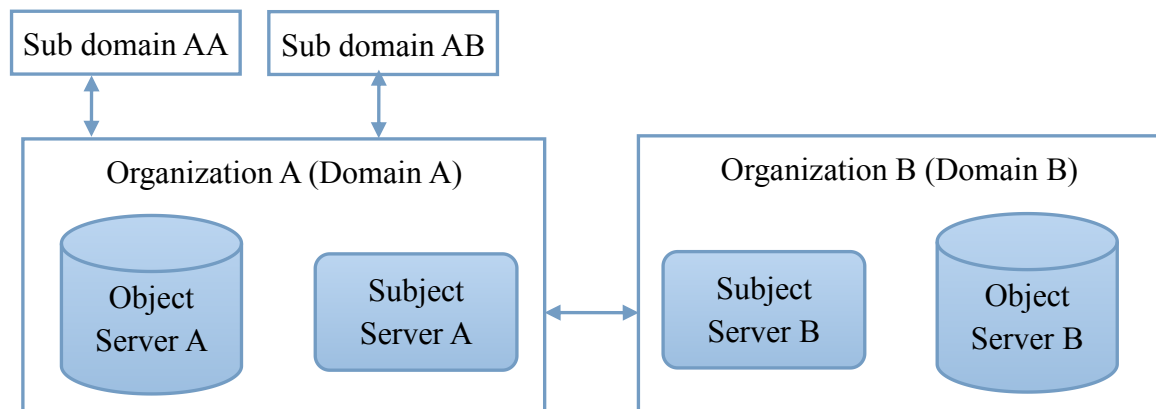 Sub domain AA
Sub domain AB
Organization A (Domain A)
Object
Server A
Subject
Server A
Organization B (Domain B)
Subject
Server B
Object
Server B